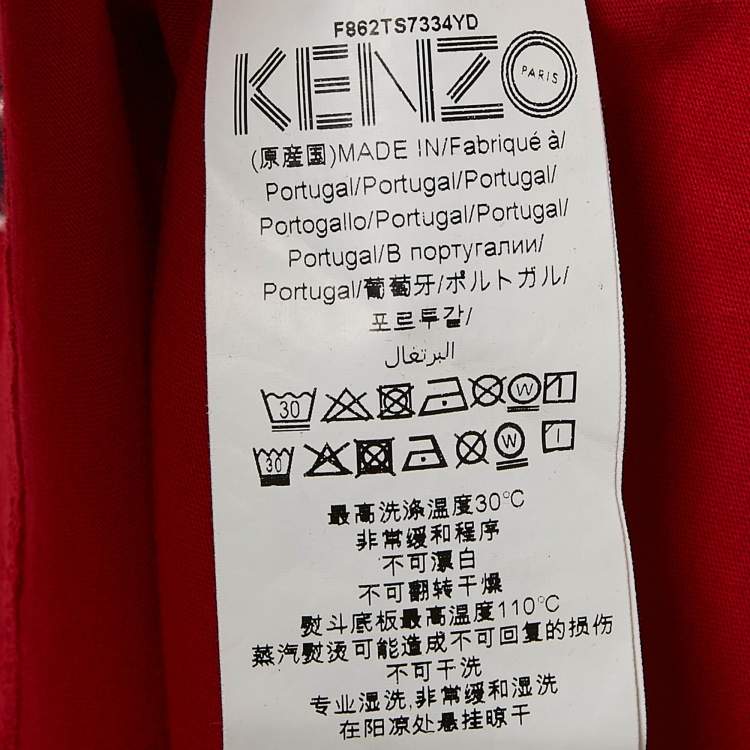 F862TS7334YD
KENZO PARIS
(原産国)MADE IN/Fabriqué à/
Portugal/Portugal/Portugal/
Portogallo/Portugal/Portugal/
Portugal/В португалии/
Portugal/葡萄牙/ポルトガル/
포르투갈/
البرتغال
30 W
30 W
最高洗涤温度30°C
非常缓和程序
不可漂白
不可翻转干燥
熨斗底板最高温度110°C
蒸汽熨烫可能造成不可回复的损伤
不可干洗
专业湿洗,非常缓和湿洗
在阳凉处悬挂晾干